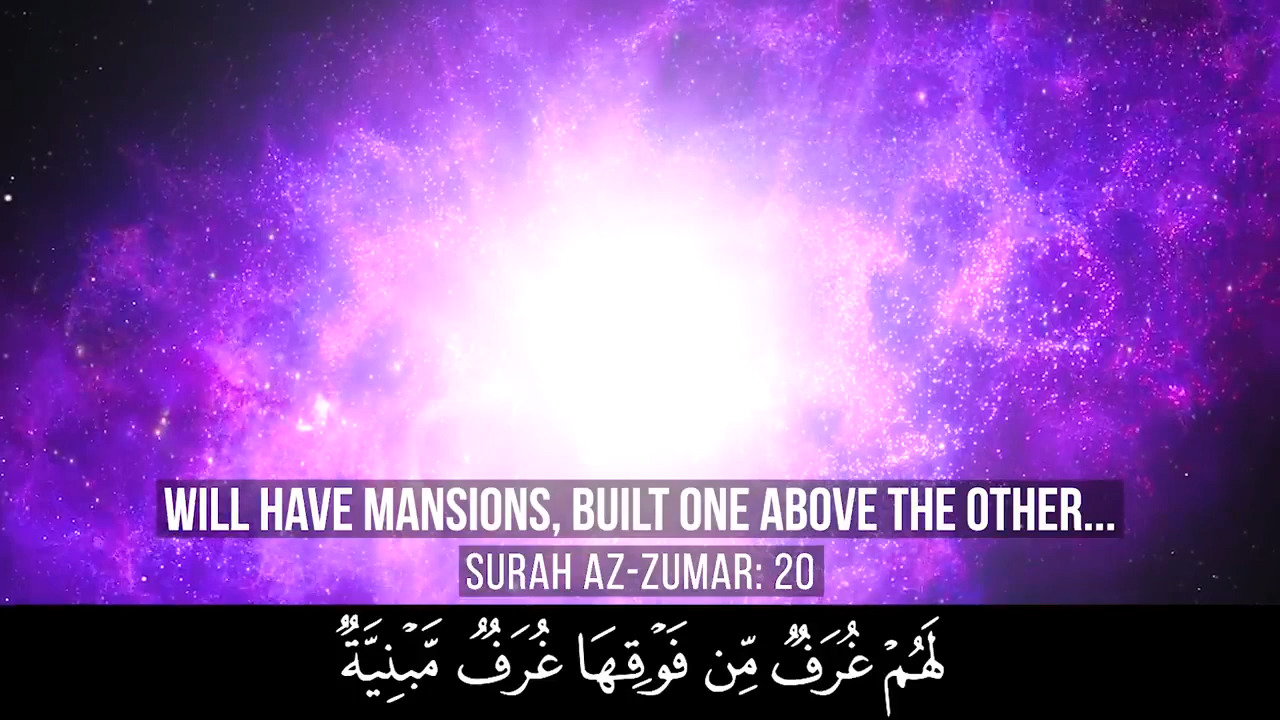 WILL HAVE MANSIONS, BUILT ONE ABOVE THE OTHER...
SURAH AZ-ZUMAR: 20
لَهُمْ غُرَفٌ مِّن فَوْقِهَا غُرَفٌ مَّبْنِيَّةٌ